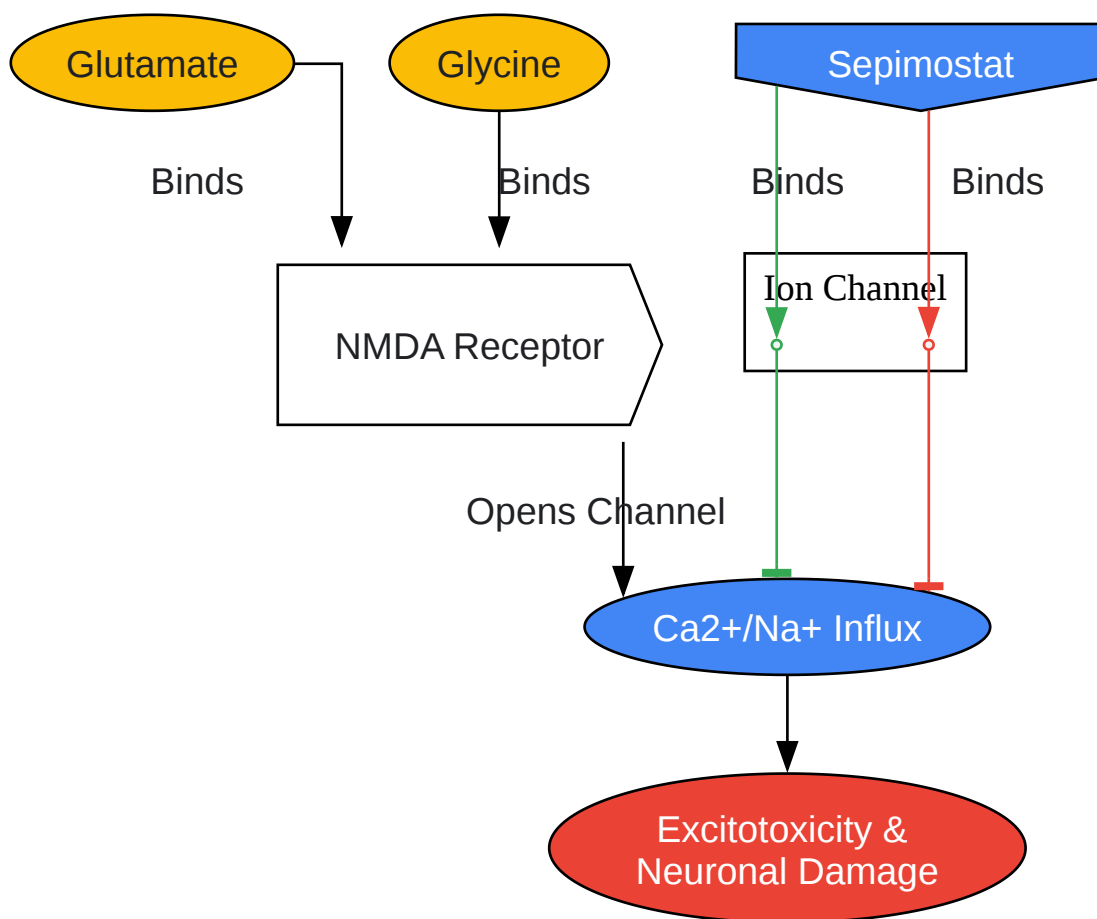 Glutamate
Glycine
Sepimostat
Binds
Binds
Binds
Binds
Ion Channel
NMDA Receptor
Opens Channel
Ca2+/Na+ Influx
Excitotoxicity &
Neuronal Damage